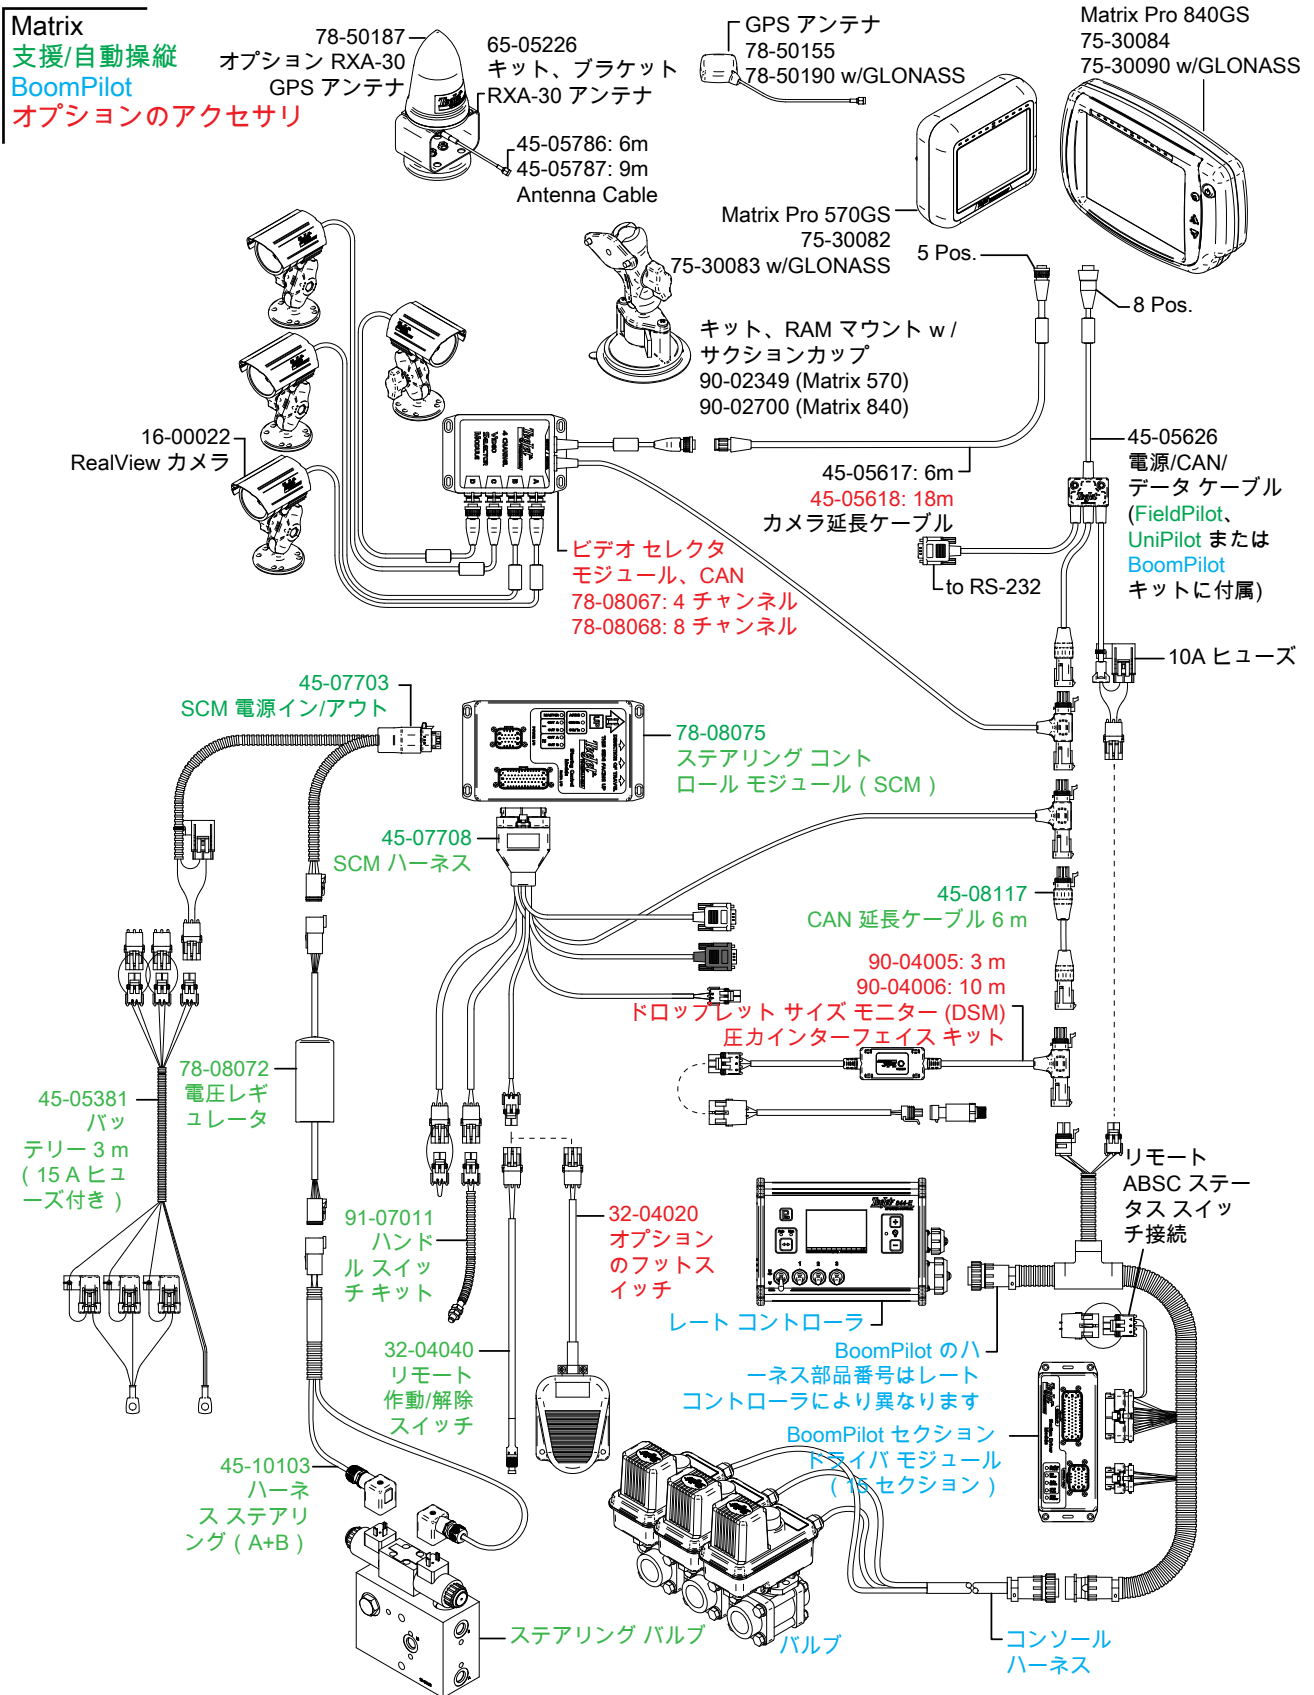 Matrix
支援/自動操縦
BoomPilot
オプションのアクセサリ
78-50187
オプション RXA-30
GPS アンテナ
65-05226
キット、ブラケット
RXA-30 アンテナ
45-05786: 6m
45-05787: 9m
Antenna Cable
GPS アンテナ
78-50155
78-50190 w/GLONASS
Matrix Pro 840GS
75-30084
75-30090 w/GLONASS
Matrix Pro 570GS
75-30082
75-30083 w/GLONASS
5 Pos.
8 Pos.
キット、RAM マウント w /
サクションカップ
90-02349 (Matrix 570)
90-02700 (Matrix 840)
16-00022
RealView カメラ
TeeJet
4 CHANNEL
VIDEO
SELECTOR
MODULE
D C B A
45-05617: 6m
45-05618: 18m
カメラ延長ケーブル
45-05626
電源/CAN/
データ ケーブル
(FieldPilot、
UniPilot または
BoomPilot
キットに付属)
to RS-232
ビデオ セレクタ
モジュール、CAN
78-08067: 4 チャンネル
78-08068: 8 チャンネル
10A ヒューズ
45-07703
SCM 電源イン/アウト
78-08075
ステアリング コント
ロール モジュール ( SCM )
45-07708
SCM ハーネス
45-08117
CAN 延長ケーブル 6 m
90-04005: 3 m
90-04006: 10 m
ドロップレット サイズ モニター (DSM)
圧力インターフェイス キット
78-08072
電圧レギ
ュレータ
45-05381
バッ
テリー 3 m
( 15 A ヒュ
ーズ付き )
91-07011
ハンド
ル スイッ
チ キット
32-04020
オプション
のフットス
イッチ
リモート
ABSC ステー
タス スイッ
チ接続
TeeJet 844-E
1 2 3
レート コントローラ
32-04040
リモート
作動/解除
スイッチ
BoomPilot のハ
ーネス部品番号はレート
コントローラにより異なります
BoomPilot セクション
ドライバ モジュール
( 15 セクション )
45-10103
ハーネ
ス ステアリ
ング ( A+B )
ステアリング バルブ
バルブ
コンソール
ハーネス